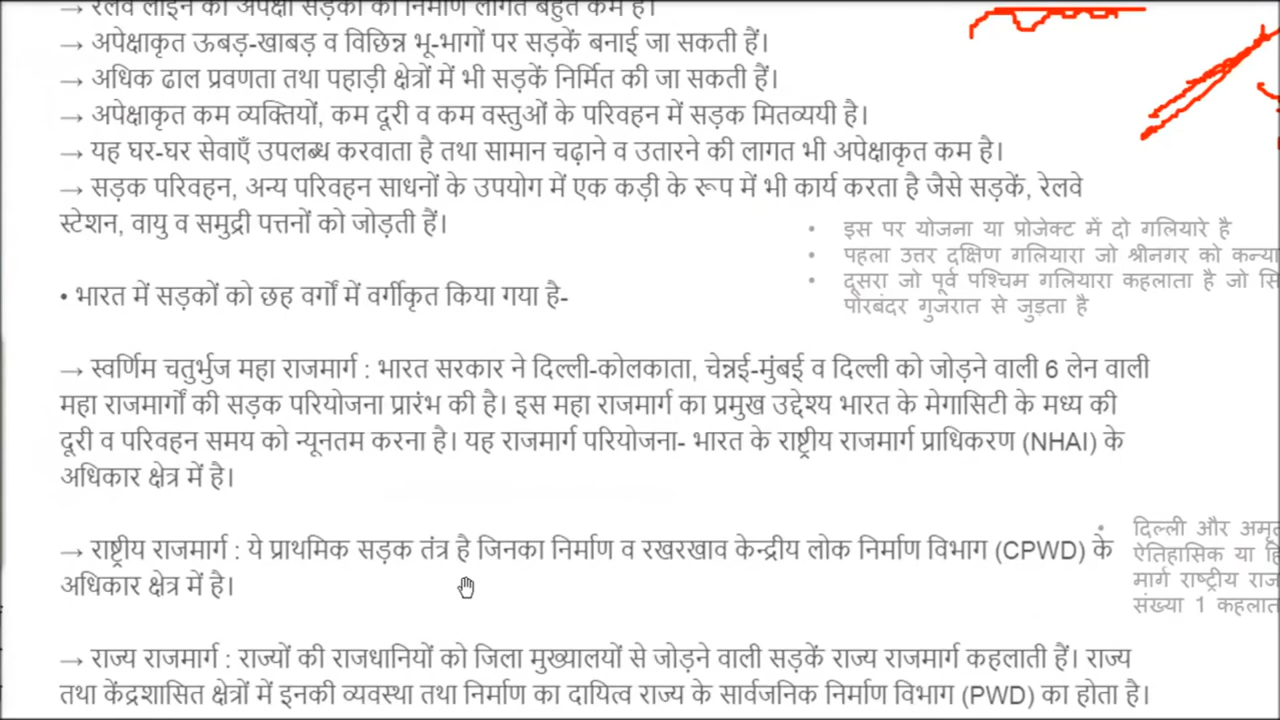 → रेलवे लाइन की अपेक्षा सड़कों की निर्माण लागत बहुत कम है।
→ अपेक्षाकृत ऊबड़-खाबड़ व विछिन्न भू-भागों पर सड़कें बनाई जा सकती हैं।
→ अधिक ढाल प्रवणता तथा पहाड़ी क्षेत्रों में भी सड़कें निर्मित की जा सकती हैं।
→ अपेक्षाकृत कम व्यक्तियों, कम दूरी व कम वस्तुओं के परिवहन में सड़क मितव्ययी है।
→ यह घर-घर सेवाएँ उपलब्ध करवाता है तथा सामान चढ़ाने व उतारने की लागत भी अपेक्षाकृत कम है।
→ सड़क परिवहन, अन्य परिवहन साधनों के उपयोग में एक कड़ी के रूप में भी कार्य करता है जैसे सड़कें, रेलवे
स्टेशन, वायु व समुद्री पत्तनों को जोड़ती हैं।
• इस पर योजना या प्रोजेक्ट में दो गलियारे है
• पहला उत्तर दक्षिण गलियारा जो श्रीनगर को कन्या
• दूसरा जो पूर्व पश्चिम गलियारा कहलाता है जो सि
पोरबंदर गुजरात से जुड़ता है
• भारत में सड़कों को छह वर्गों में वर्गीकृत किया गया है-
→ स्वर्णिम चतुर्भुज महा राजमार्ग : भारत सरकार ने दिल्ली-कोलकाता, चेन्नई-मुंबई व दिल्ली को जोड़ने वाली 6 लेन वाली
महा राजमार्गों की सड़क परियोजना प्रारंभ की है। इस महा राजमार्ग का प्रमुख उद्देश्य भारत के मेगासिटी के मध्य की
दूरी व परिवहन समय को न्यूनतम करना है। यह राजमार्ग परियोजना- भारत के राष्ट्रीय राजमार्ग प्राधिकरण (NHAI) के
अधिकार क्षेत्र में है।
→ राष्ट्रीय राजमार्ग : ये प्राथमिक सड़क तंत्र है जिनका निर्माण व रखरखाव केन्द्रीय लोक निर्माण विभाग (CPWD) के
अधिकार क्षेत्र में है।
• दिल्ली और अमृ
ऐतिहासिक या
मार्ग राष्ट्रीय राज
संख्या 1 कहलात
→ राज्य राजमार्ग : राज्यों की राजधानियों को जिला मुख्यालयों से जोड़ने वाली सड़कें राज्य राजमार्ग कहलाती हैं। राज्य
तथा केंद्रशासित क्षेत्रों में इनकी व्यवस्था तथा निर्माण का दायित्व राज्य के सार्वजनिक निर्माण विभाग (PWD) का होता है।